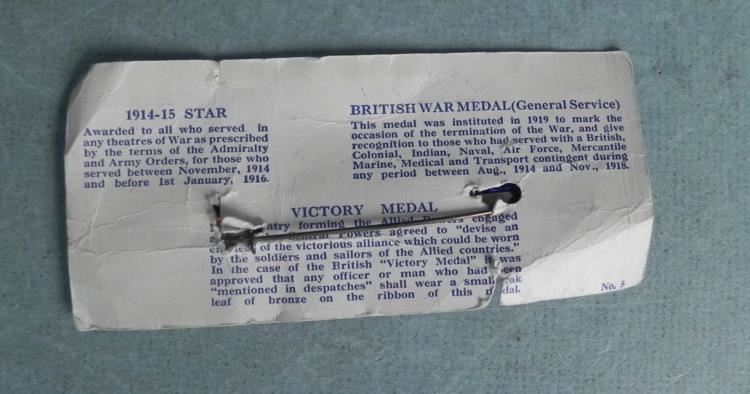 1914-15 STAR
Awarded to all who served in
any theatres of War as prescribed
by the terms of the Admiralty
and Army Orders, for those who
served between November, 1914
and before 1st January, 1916.
BRITISH WAR MEDAL (General Service)
This medal was instituted in 1919 to mark the
occasion of the termination of the War, and give
recognition to those who had served with a British,
Colonial, Indian, Naval, Air Force, Mercantile
Marine, Medical and Transport contingent during
any period between Aug., 1914 and Nov., 1918.
VICTORY MEDAL
forming the Allied Powers engaged
Powers agreed to "devise an
of the victorious alliance which could be worn
by the soldiers and sailors of the Allied countries."
In the case of the British "Victory Medal" it was
approved that any officer or man who had
"mentioned in despatches" shall wear a small
leaf of bronze on the ribbon of this
No. 5